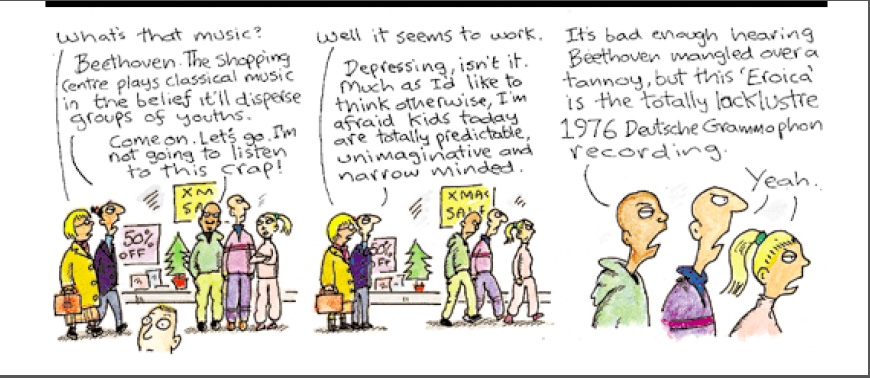 What's that music?
Beethoven. The shopping
centre plays classical music
in the belief it'll disperse
groups of youths.
Come on. Let's go. I'm
not going to listen
to this crap!
XM
SA
50%
OFF
Well it seems to work.
Depressing, isn't it.
Much as I'd like to
think otherwise, I'm
afraid kids today
are totally predictable,
unimaginative and
narrow minded.
XMAS
SALE
50%
OFF
It's bad enough hearing
Beethoven mangled over a
tannoy, but this 'Eroica'
is the totally lacklustre
1976 Deutsche Grammophon
recording.
Yeah.